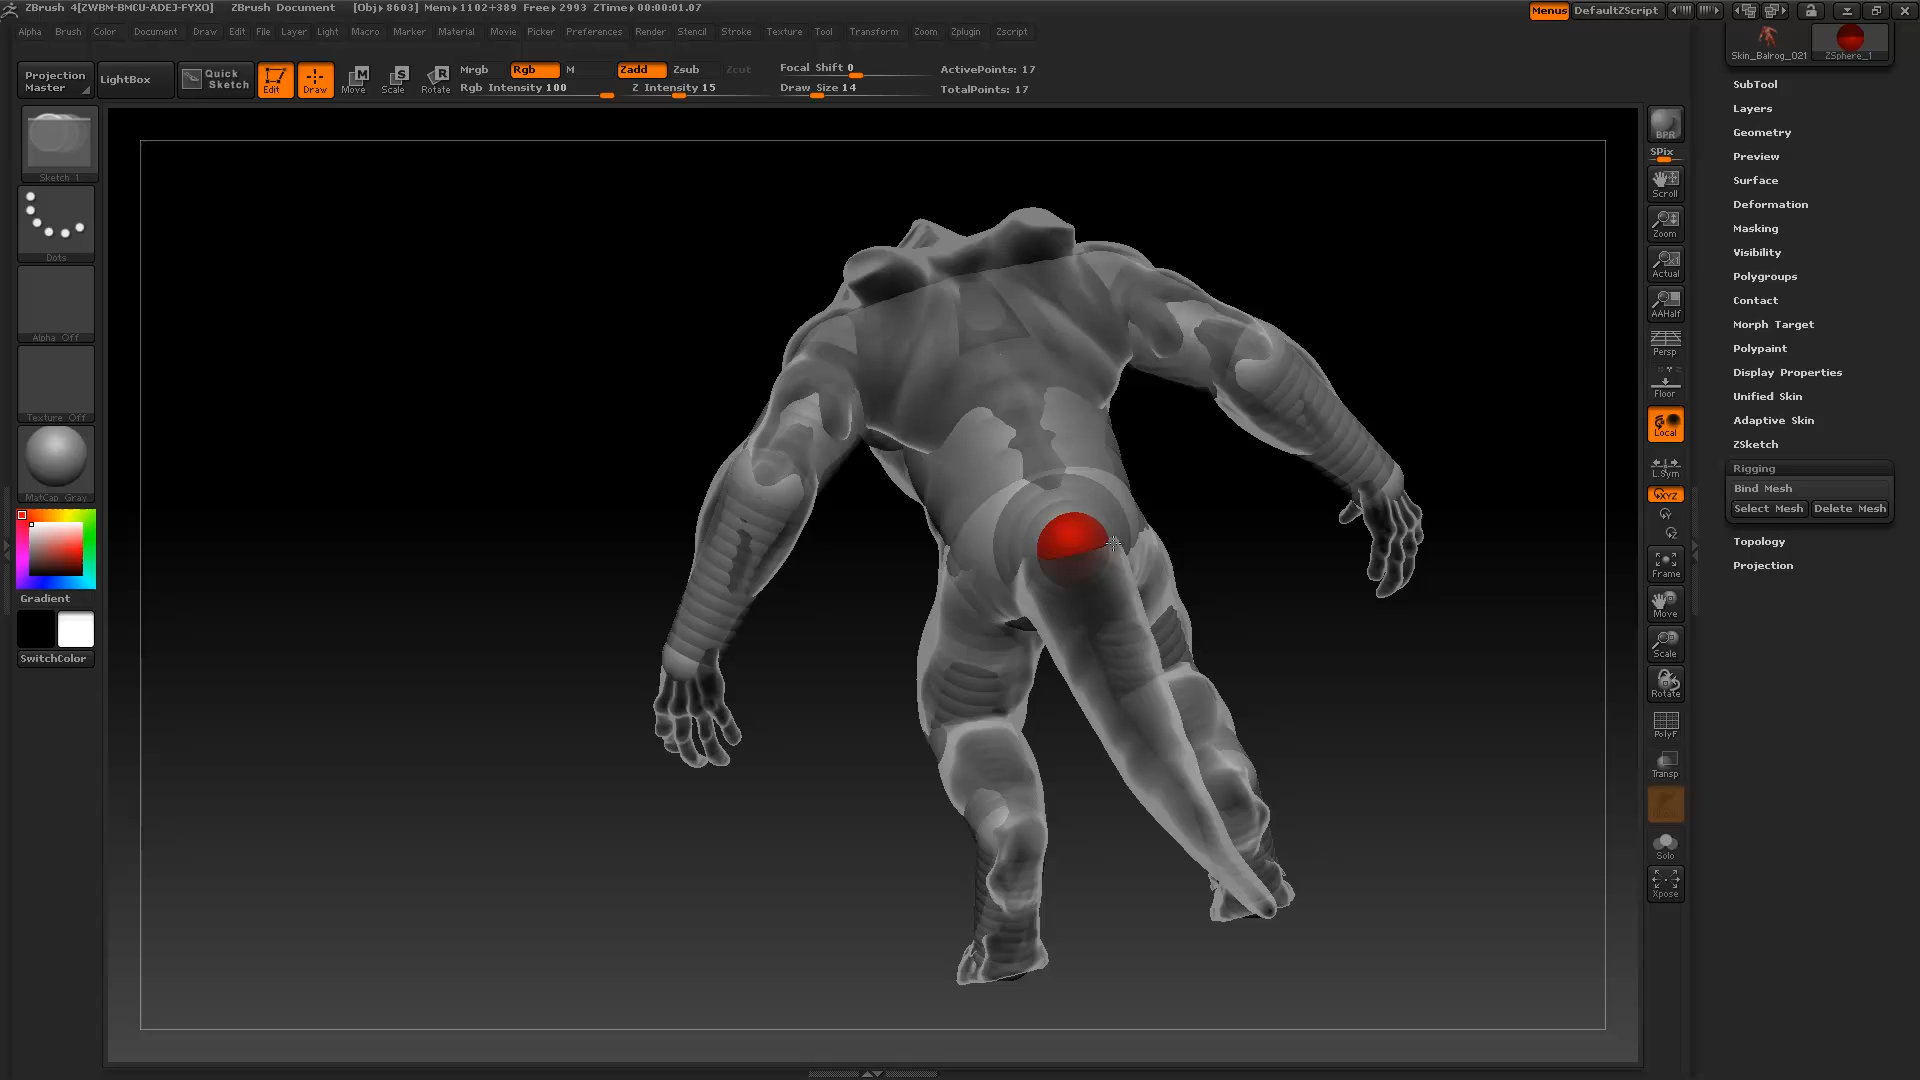 ZBrush 4[ZWBM-BMCU-ADEJ-FYXO] ZBrush Document [Obj▸8603] Mem▸1102+389 Free▸2993 ZTime▸00:00:01.07 Menus DefaultZScript
Alpha Brush Color Document Draw Edit File Layer Light Macro Marker Material Movie Picker Preferences Render Stencil Stroke Texture Tool Transform Zoom Zplugin Zscript
Projection Master
LightBox
Quick Sketch
Edit
Draw
Move
Scale
Rotate
Mrgb Rgb M
Rgb Intensity 100
Zadd Zsub Zcut
Z Intensity 15
Focal Shift 0
Draw Size 14
ActivePoints: 17
TotalPoints: 17
Sketch 1
Dots
Alpha Off
Texture Off
MatCap Gray
Gradient
SwitchColor
BPR
SPix
Scroll
Zoom
Actual
AAHalf
Persp
Floor
Local
L.Sym
XYZ
Y
Z
Frame
Move
Scale
Rotate
PolyF
Transp
Solo
Xpose
Skin_Balrog_021
ZSphere_1
SubTool
Layers
Geometry
Preview
Surface
Deformation
Masking
Visibility
Polygroups
Contact
Morph Target
Polypaint
Display Properties
Unified Skin
Adaptive Skin
ZSketch
Rigging
Bind Mesh
Select Mesh Delete Mesh
Topology
Projection